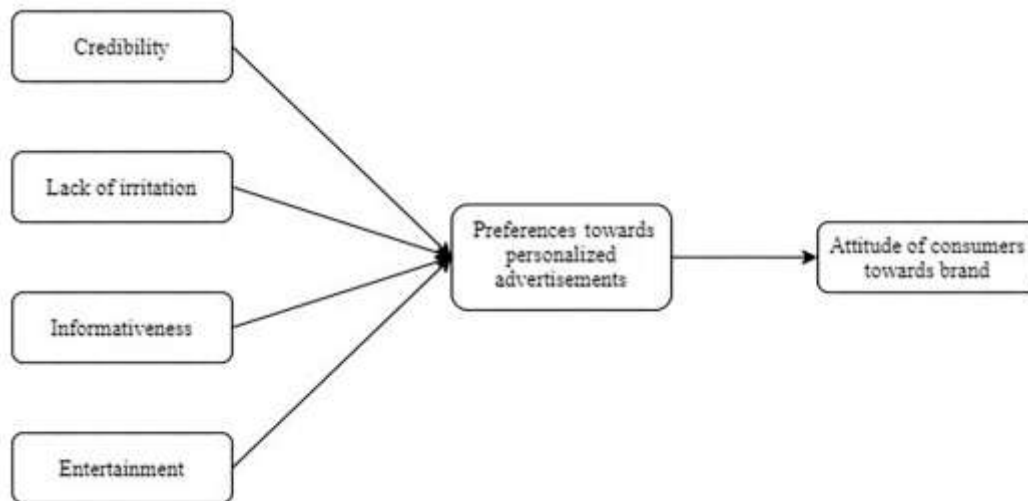 Credibility
Lack of irritation
Informativeness
Entertainment
Preferences towards
personalized
advertisements
Attitude of consumers
towards brand